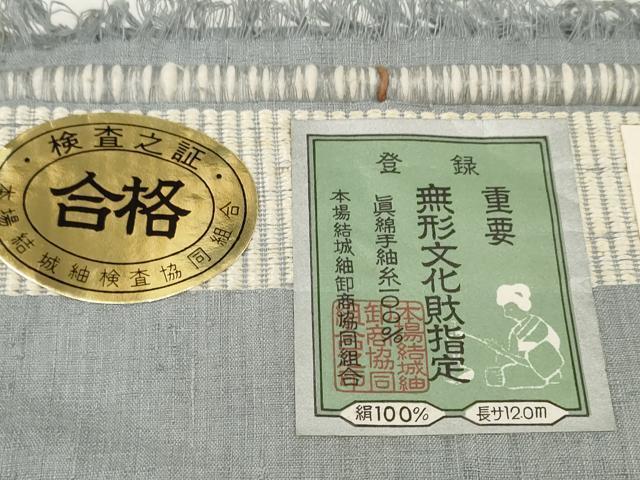 ・検査之証・
合格
本場結城紬検査協同組合
登録
重要
無形文化財指定
眞綿手紬糸100%
本場結城紬卸商協同組合
本場結城紬
卸商協同
組合之印
絹100%
長サ12.0m